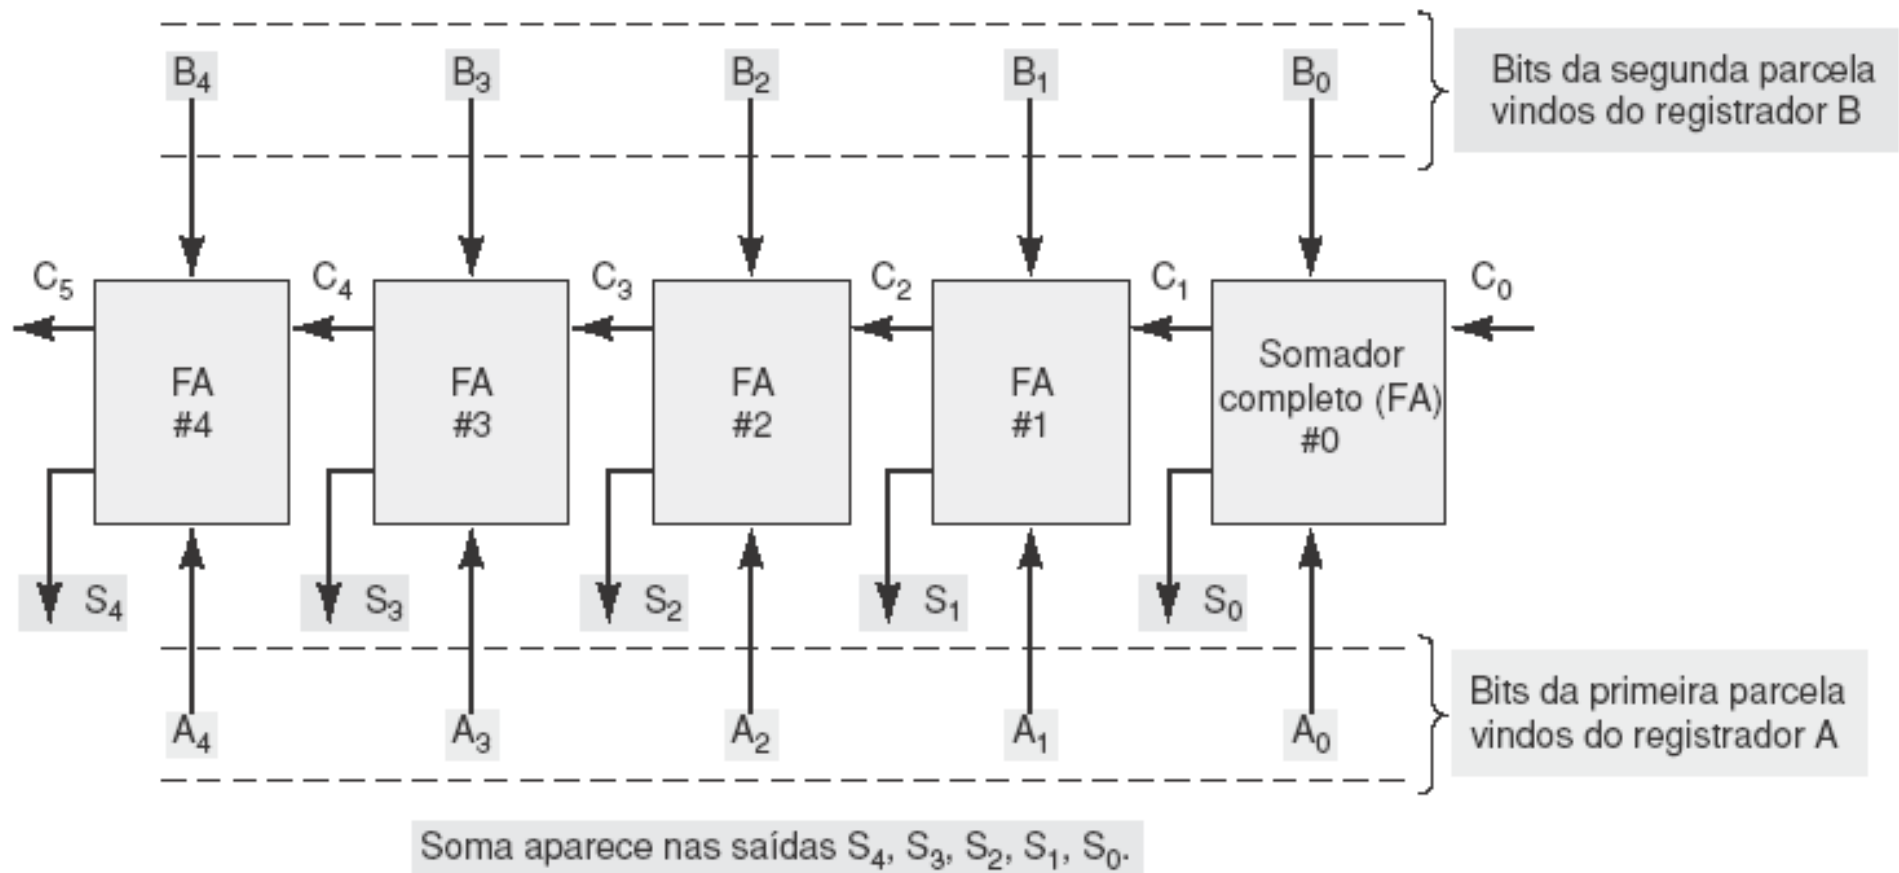 B₄ B₃ B₂ B₁ B₀
Bits da segunda parcela
vindos do registrador B
C₅ C₄ C₃ C₂ C₁ C₀
FA
#4
FA
#3
FA
#2
FA
#1
Somador
completo (FA)
#0
S₄ S₃ S₂ S₁ S₀
A₄ A₃ A₂ A₁ A₀
Bits da primeira parcela
vindos do registrador A
Soma aparece nas saídas S₄, S₃, S₂, S₁, S₀.